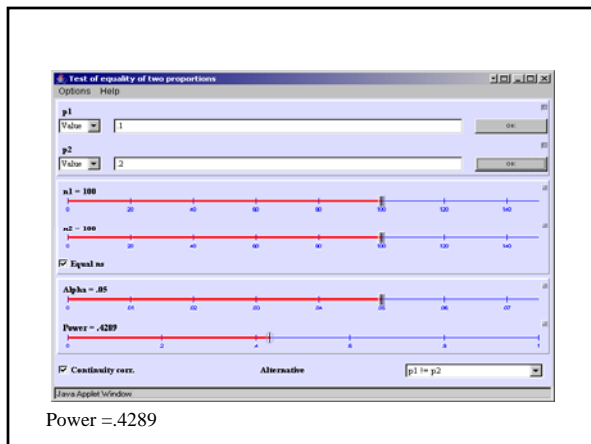 Test of equality of two proportions
Options Help
p1
Value .1 OK
p2
Value .2 OK
n1 = 100
0 20 40 60 80 100 120 140
n2 = 100
0 20 40 60 80 100 120 140
Equal ns
Alpha = .05
0 .01 .02 .03 .04 .05 .06 .07
Power = .4289
0 .2 .4 .6 .8 1
Continuity corr. Alternative p1 != p2
Java Applet Window
Power =.4289